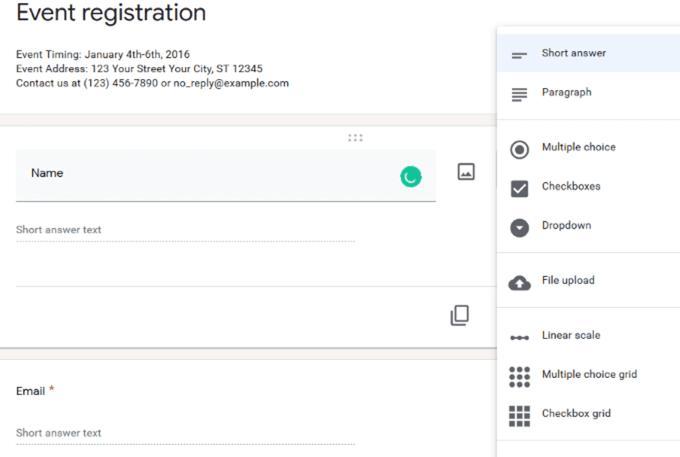 Event registration
Event Timing: January 4th-6th, 2016
Event Address: 123 Your Street Your City, ST 12345
Contact us at (123) 456-7890 or no_reply@example.com
Name
Short answer text
Email *
Short answer text
Short answer
Paragraph
Multiple choice
Checkboxes
Dropdown
File upload
Linear scale
Multiple choice grid
Checkbox grid